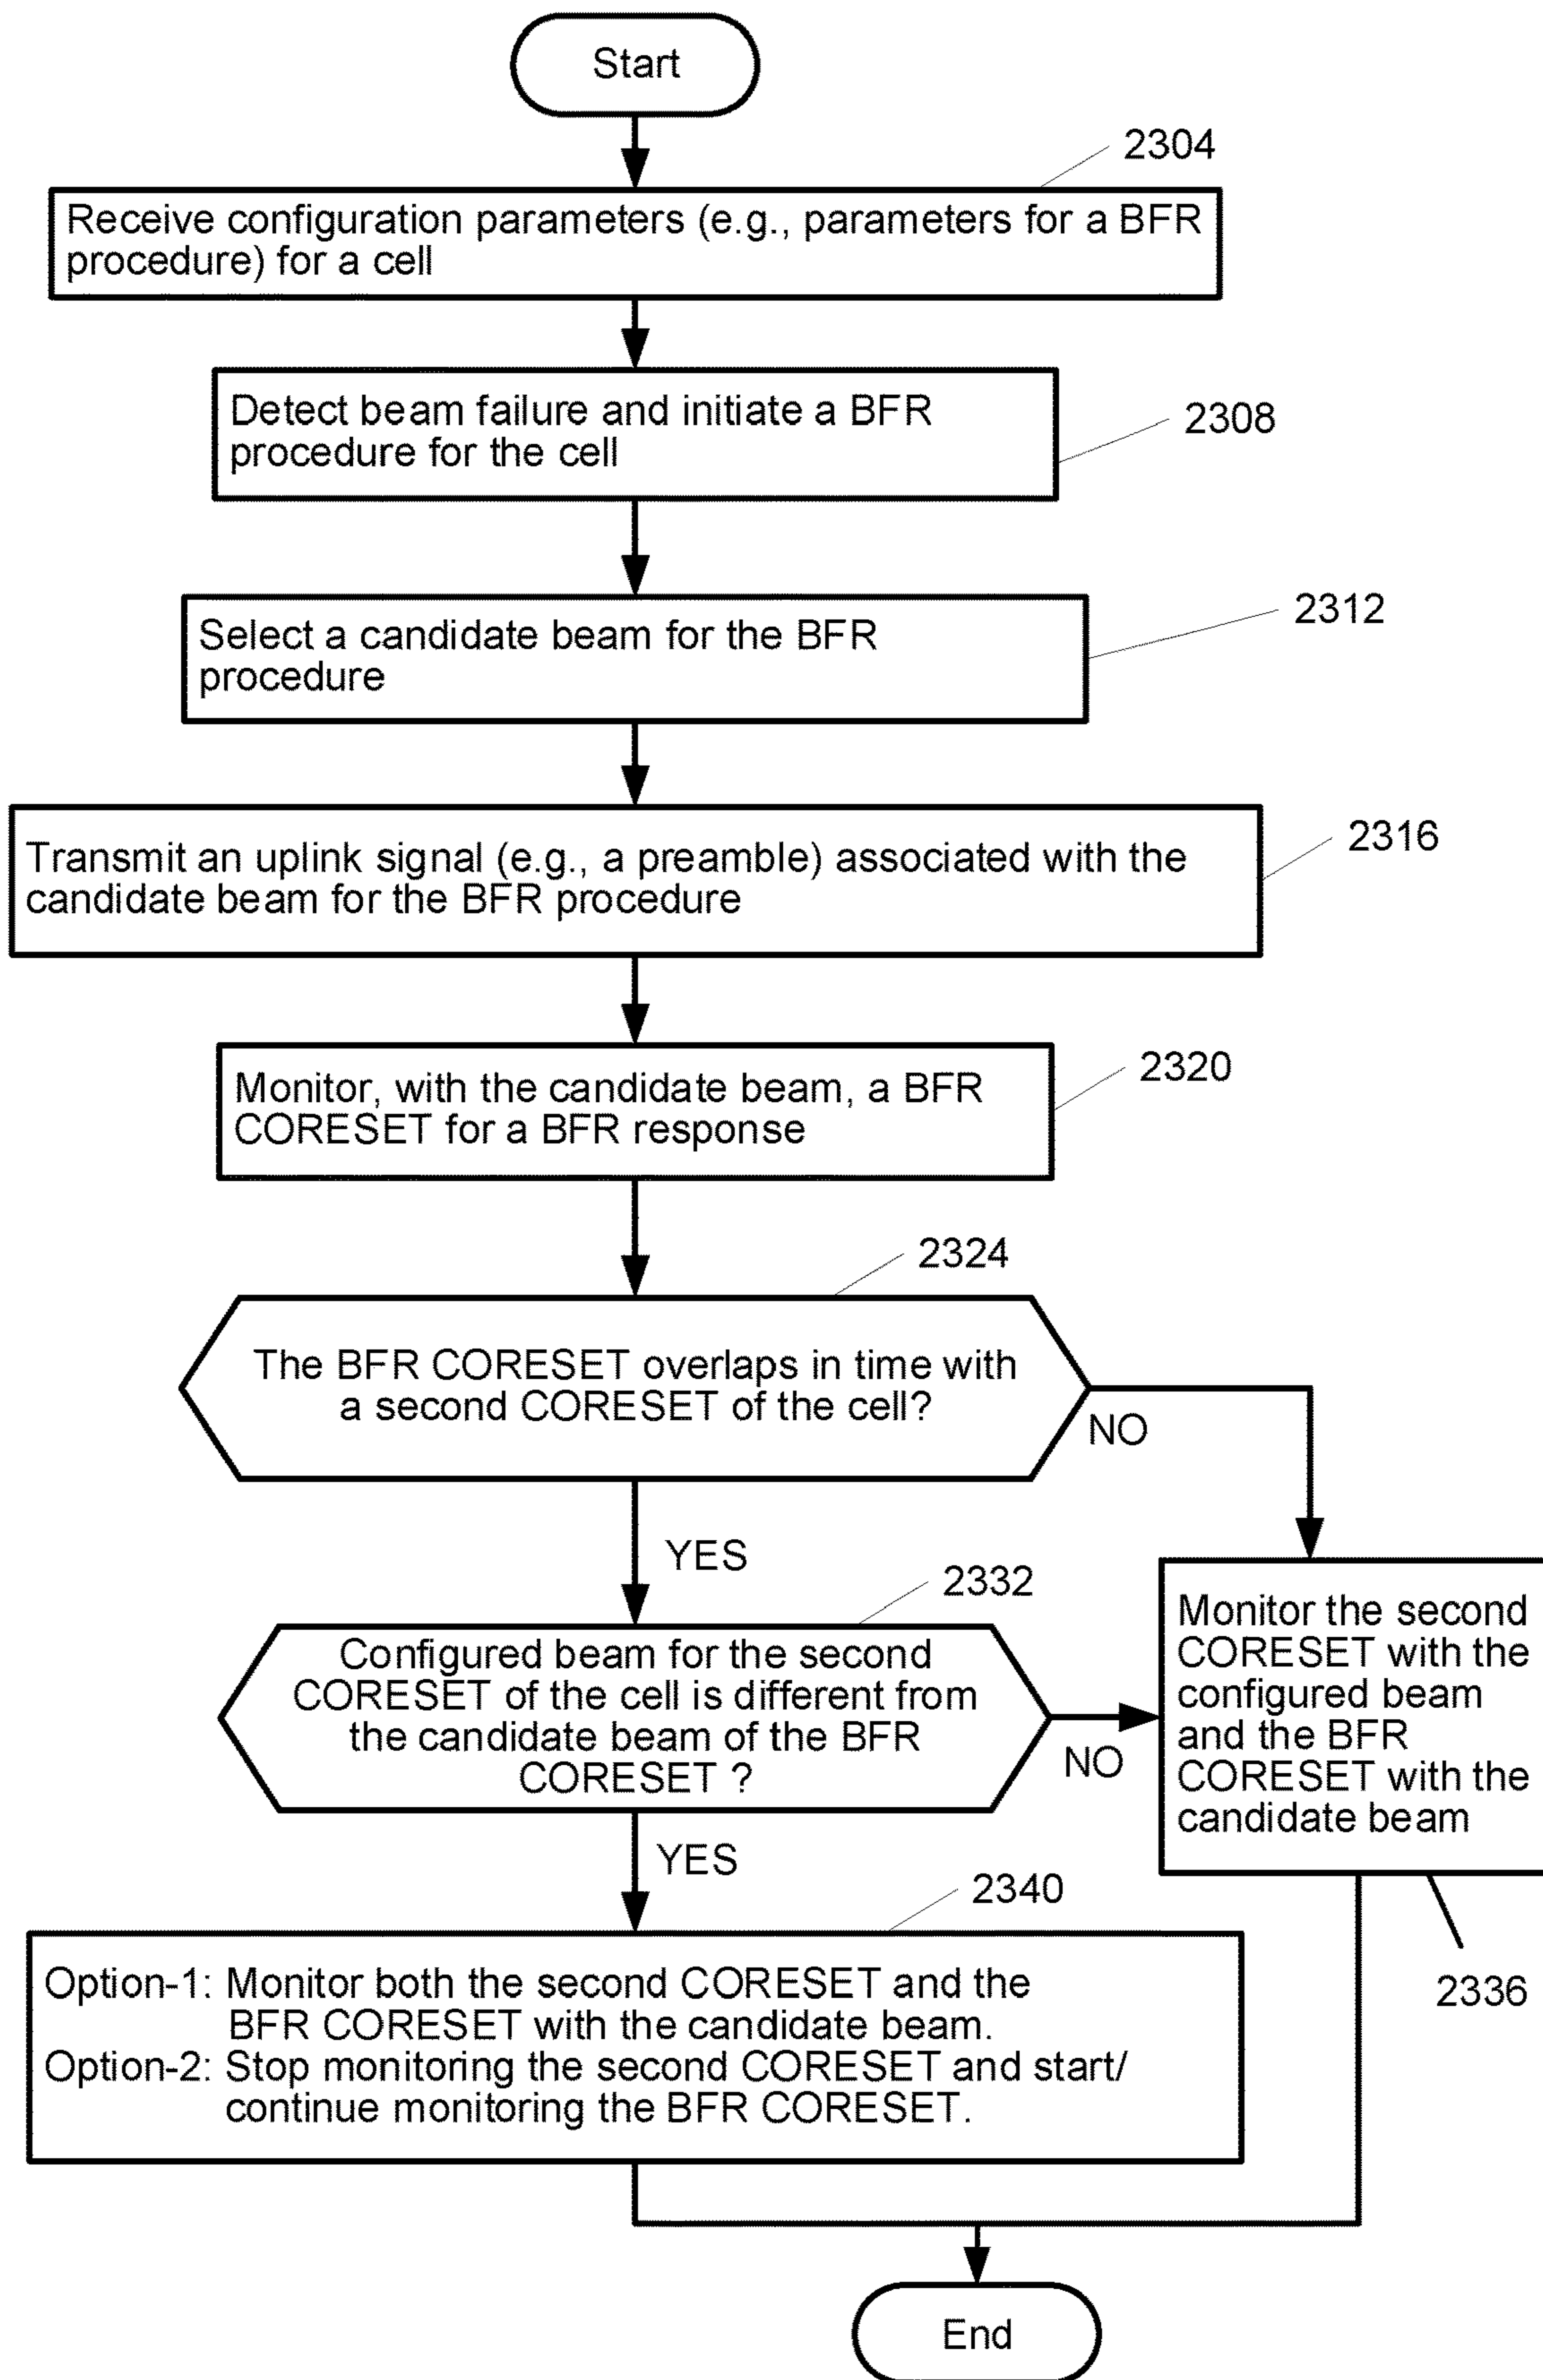 Start
2304
Receive configuration parameters (e.g., parameters for a BFR
procedure) for a cell
Detect beam failure and initiate a BFR
procedure for the cell
2308
2312
Select a candidate beam for the BFR
procedure
2316
Transmit an uplink signal (e.g., a preamble) associated with the
candidate beam for the BFR procedure
2320
Monitor, with the candidate beam, a BFR
CORESET for a BFR response
2324
The BFR CORESET overlaps in time with
a second CORESET of the cell?
NO
YES
2332
Configured beam for the second
CORESET of the cell is different from
the candidate beam of the BFR
CORESET ?
NO
Monitor the second
CORESET with the
configured beam
and the BFR
CORESET with the
candidate beam
YES
2340
2336
Option-1: Monitor both the second CORESET and the
BFR CORESET with the candidate beam.
Option-2: Stop monitoring the second CORESET and start/
continue monitoring the BFR CORESET.
End